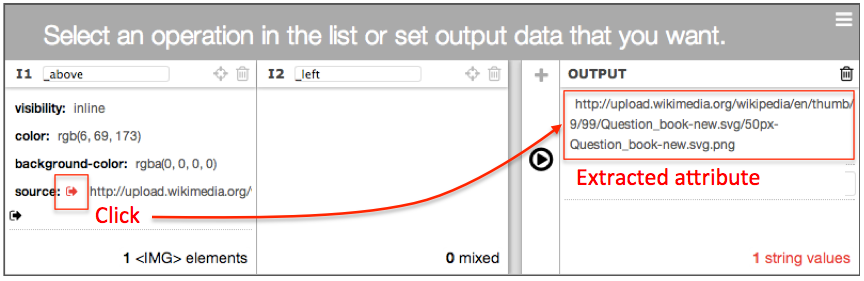 Select an operation in the list or set output data that you want.
I1 _above
I2 _left
OUTPUT
visibility: inline
color: rgb(6, 69, 173)
background-color: rgba(0, 0, 0, 0)
source: http://upload.wikimedia.org/
Click
1 <IMG> elements
0 mixed
http://upload.wikimedia.org/wikipedia/en/thumb/
9/99/Question_book-new.svg/50px-
Question_book-new.svg.png
Extracted attribute
1 string values